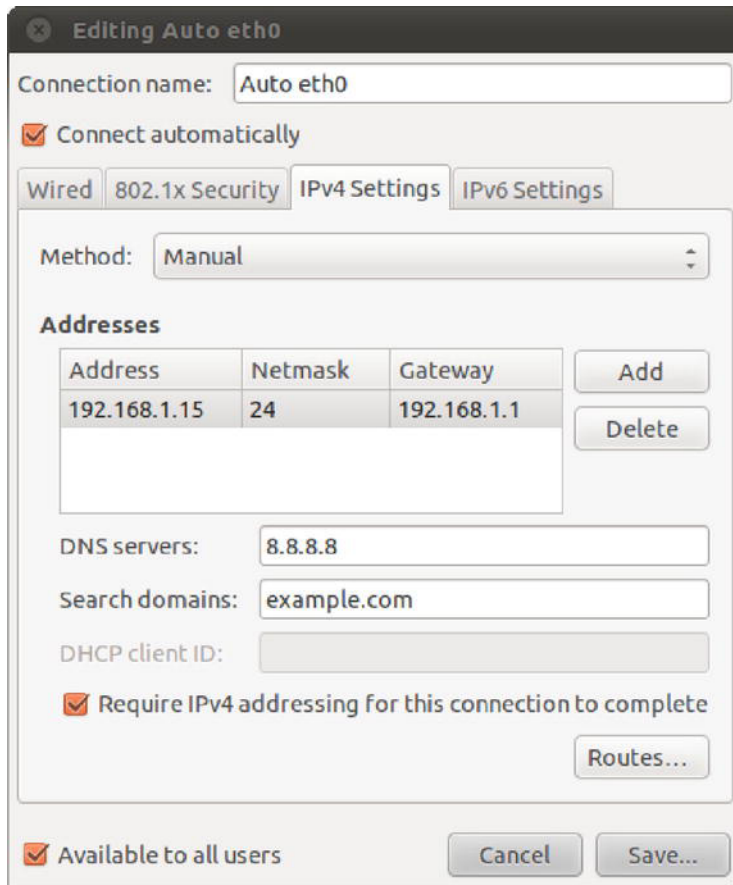 Editing Auto eth0
Connection name: Auto eth0
Connect automatically
Wired 802.1x Security IPv4 Settings IPv6 Settings
Method: Manual
Addresses
Address Netmask Gateway Add
192.168.1.15 24 192.168.1.1
Delete
DNS servers: 8.8.8.8
Search domains: example.com
DHCP client ID:
Require IPv4 addressing for this connection to complete
Routes...
Available to all users Cancel Save...